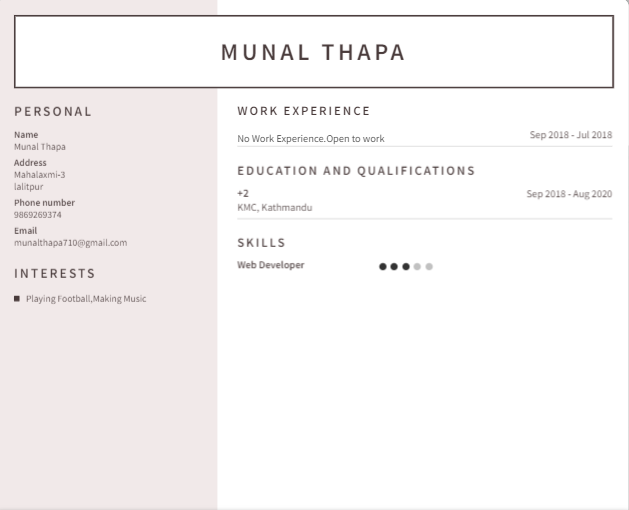 MUNAL THAPA
PERSONAL
Name
Munal Thapa
Address
Mahalaxmi-3
lalitpur
Phone number
9869269374
Email
munalthapa710@gmail.com
INTERESTS
Playing Football,Making Music
WORK EXPERIENCE
No Work Experience.Open to work
Sep 2018 - Jul 2018
EDUCATION AND QUALIFICATIONS
+2
Sep 2018 - Aug 2020
KMC, Kathmandu
SKILLS
Web Developer